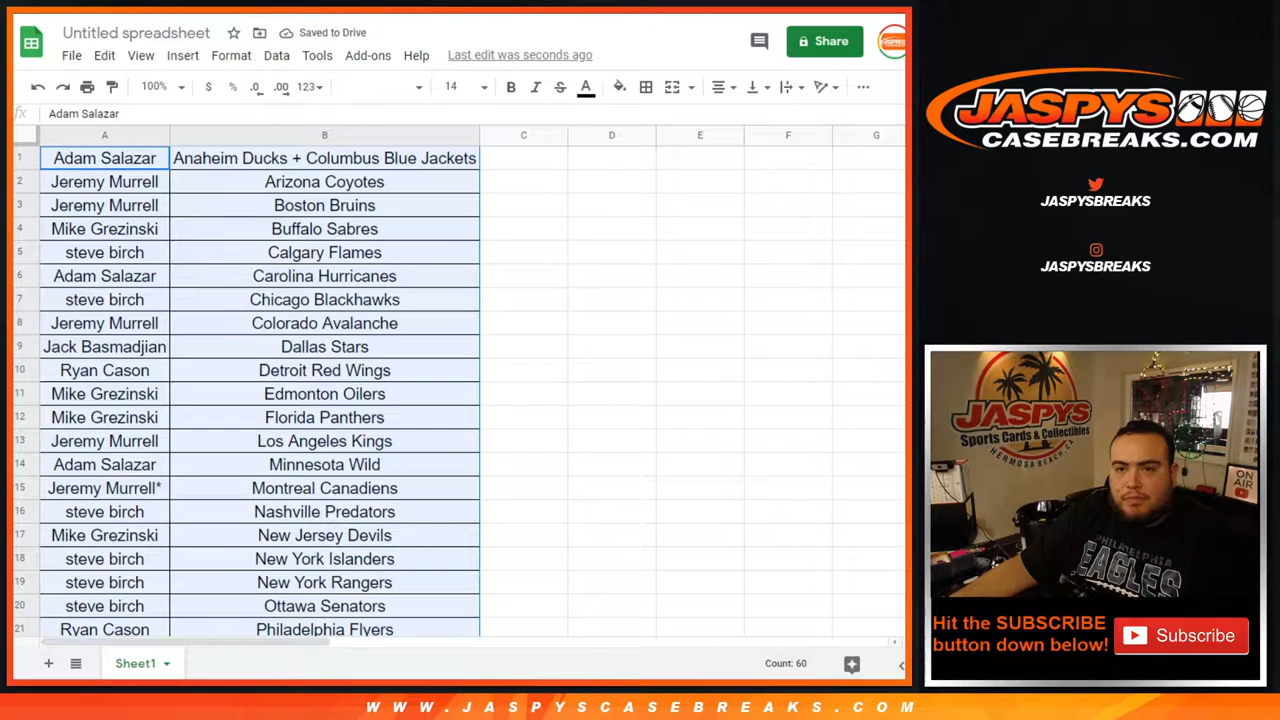 Untitled spreadsheet
Saved to Drive
File Edit View Insert Format Data Tools Add-ons Help
Last edit was seconds ago
Share
100% $ % .0 .00 123 14 B I S A
fx Adam Salazar
A B C D E F G
1 Adam Salazar Anaheim Ducks + Columbus Blue Jackets
2 Jeremy Murrell Arizona Coyotes
3 Jeremy Murrell Boston Bruins
4 Mike Grezinski Buffalo Sabres
5 steve birch Calgary Flames
6 Adam Salazar Carolina Hurricanes
7 steve birch Chicago Blackhawks
8 Jeremy Murrell Colorado Avalanche
9 Jack Basmadjian Dallas Stars
10 Ryan Cason Detroit Red Wings
11 Mike Grezinski Edmonton Oilers
12 Mike Grezinski Florida Panthers
13 Jeremy Murrell Los Angeles Kings
14 Adam Salazar Minnesota Wild
15 Jeremy Murrell* Montreal Canadiens
16 steve birch Nashville Predators
17 Mike Grezinski New Jersey Devils
18 steve birch New York Islanders
19 steve birch New York Rangers
20 steve birch Ottawa Senators
21 Ryan Cason Philadelphia Flyers
Sheet1
Count: 60
JASPYS
CASEBREAKS.COM
JASPYSBREAKS
JASPYSBREAKS
JASPYS
Sports Cards & Collectibles
HERMOSA BEACH CA
ON AIR
PHILADELPHIA
EAGLES
Hit the SUBSCRIBE
button down below!
Subscribe
WWW.JASPYSCASEBREAKS.COM